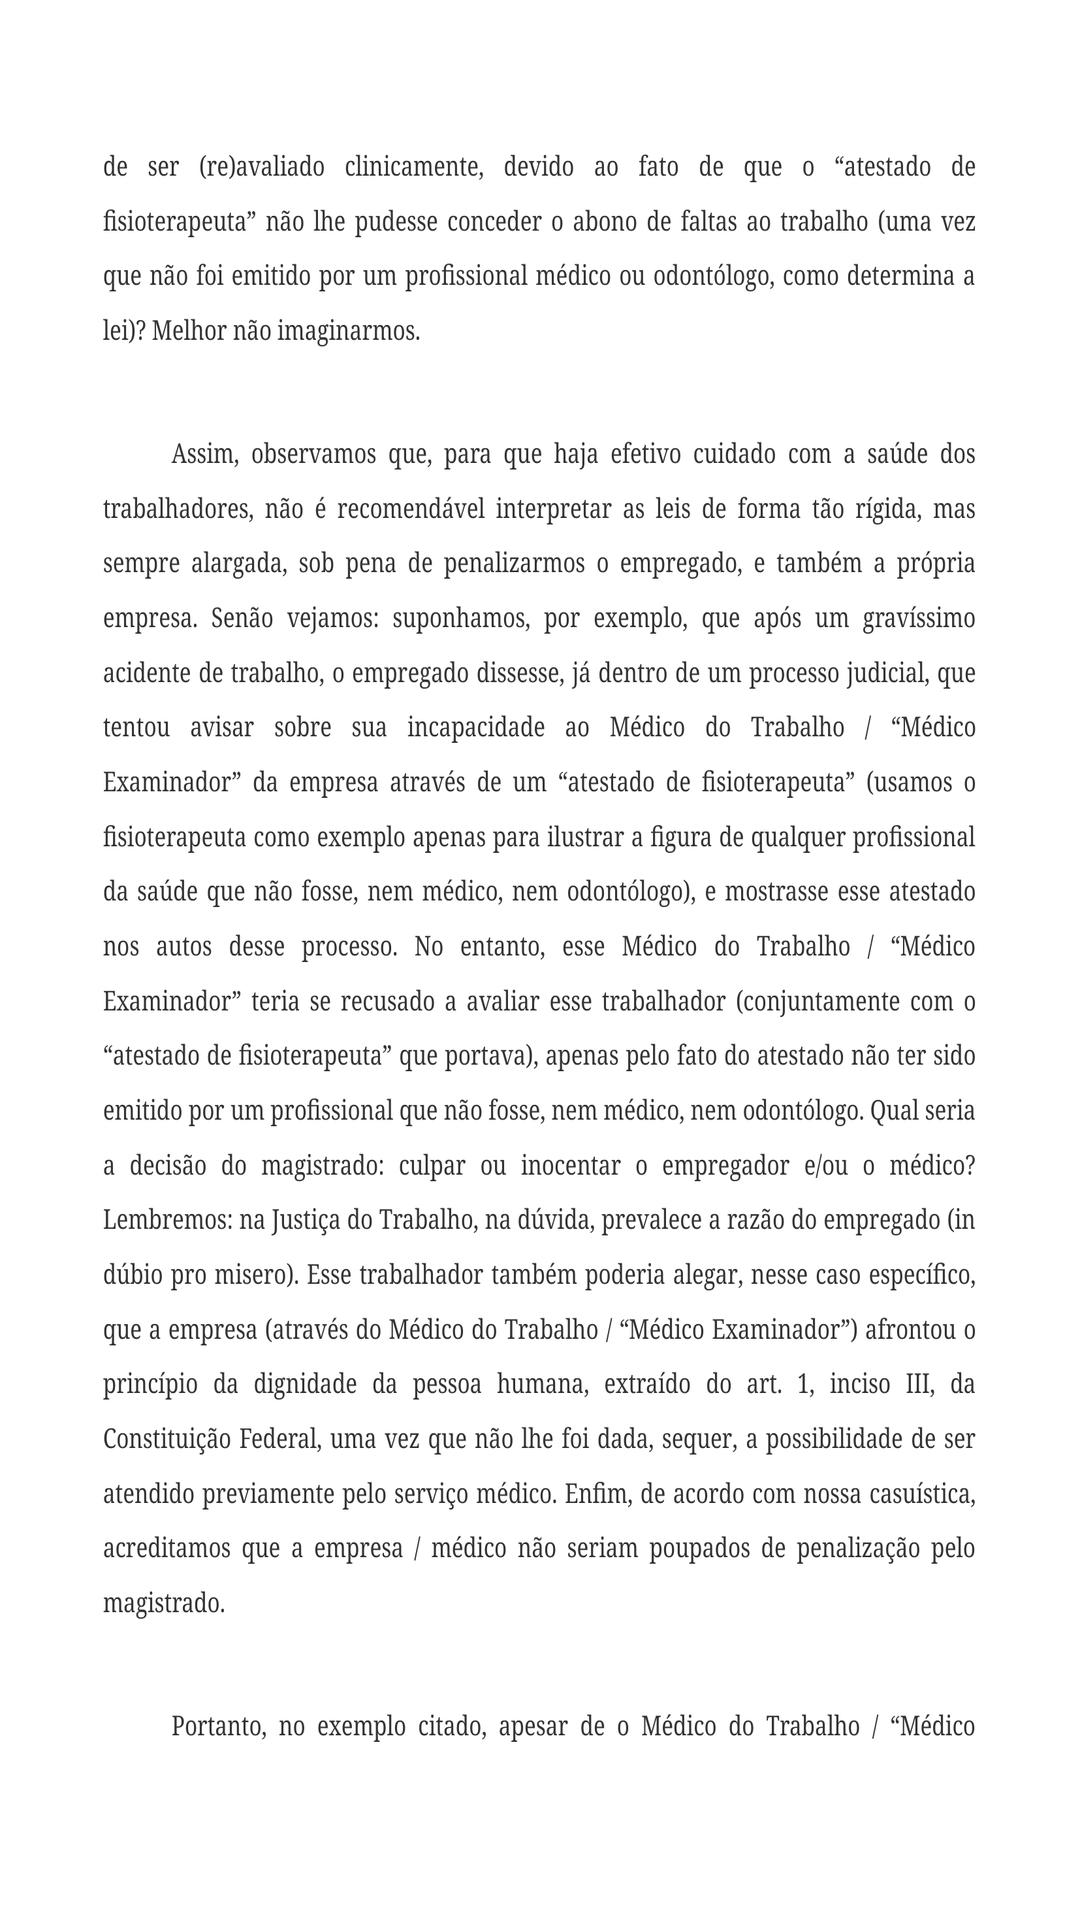 de ser (re)avaliado clinicamente, devido ao fato de que o “atestado de
fisioterapeuta” não lhe pudesse conceder o abono de faltas ao trabalho (uma vez
que não foi emitido por um profissional médico ou odontólogo, como determina a
lei)? Melhor não imaginarmos.
Assim, observamos que, para que haja efetivo cuidado com a saúde dos
trabalhadores, não é recomendável interpretar as leis de forma tão rígida, mas
sempre alargada, sob pena de penalizarmos o empregado, e também a própria
empresa. Senão vejamos: suponhamos, por exemplo, que após um gravíssimo
acidente de trabalho, o empregado dissesse, já dentro de um processo judicial, que
tentou avisar sobre sua incapacidade ao Médico do Trabalho / “Médico
Examinador” da empresa através de um “atestado de fisioterapeuta” (usamos o
fisioterapeuta como exemplo apenas para ilustrar a figura de qualquer profissional
da saúde que não fosse, nem médico, nem odontólogo), e mostrasse esse atestado
nos autos desse processo. No entanto, esse Médico do Trabalho / “Médico
Examinador” teria se recusado a avaliar esse trabalhador (conjuntamente com o
“atestado de fisioterapeuta” que portava), apenas pelo fato do atestado não ter sido
emitido por um profissional que não fosse, nem médico, nem odontólogo. Qual seria
a decisão do magistrado: culpar ou inocentar o empregador e/ou o médico?
Lembremos: na Justiça do Trabalho, na dúvida, prevalece a razão do empregado (in
dúbio pro misero). Esse trabalhador também poderia alegar, nesse caso específico,
que a empresa (através do Médico do Trabalho / “Médico Examinador”) afrontou o
princípio da dignidade da pessoa humana, extraído do art. 1, inciso III, da
Constituição Federal, uma vez que não lhe foi dada, sequer, a possibilidade de ser
atendido previamente pelo serviço médico. Enfim, de acordo com nossa casuística,
acreditamos que a empresa / médico não seriam poupados de penalização pelo
magistrado.
Portanto, no exemplo citado, apesar de o Médico do Trabalho / “Médico